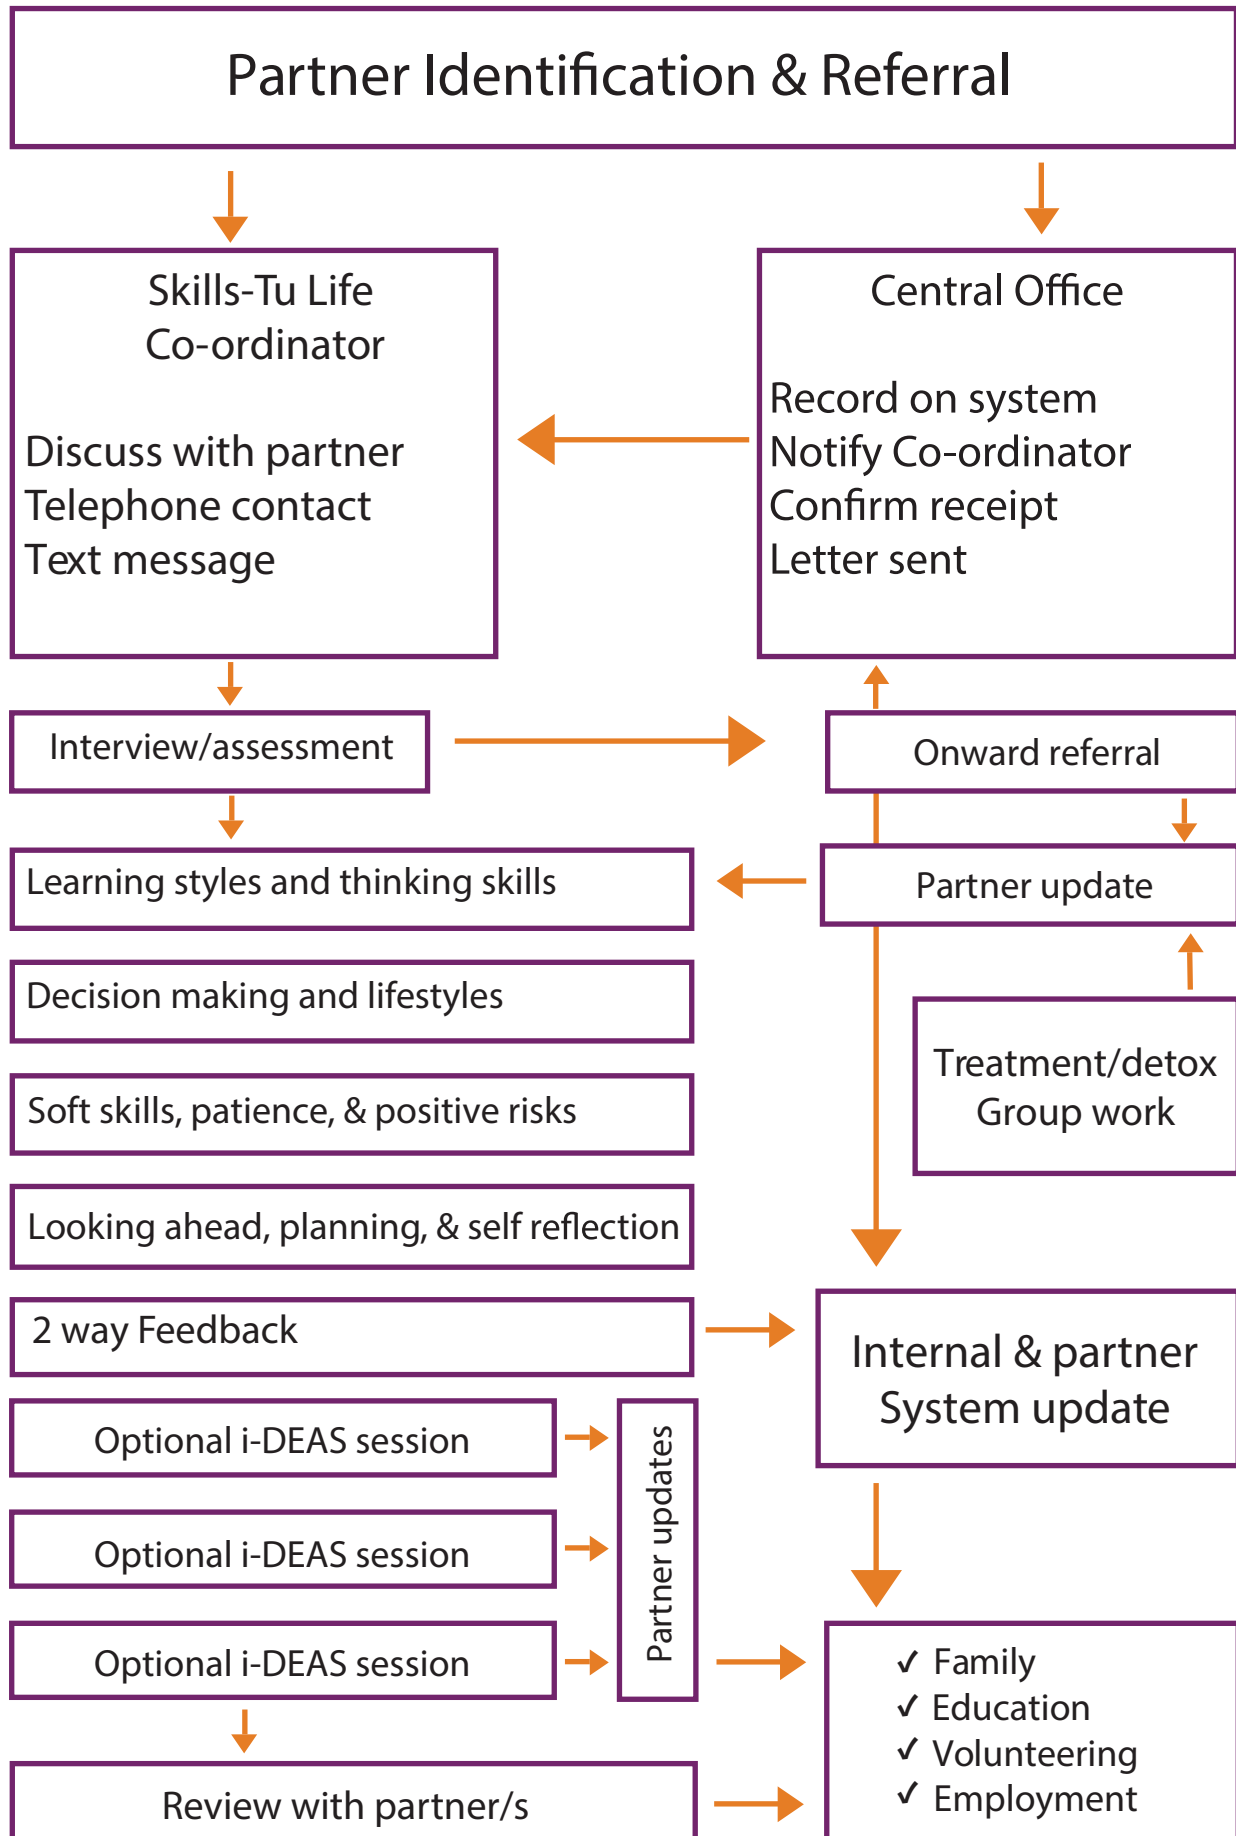 Partner Identification & Referral
Skills-Tu Life
Co-ordinator
Discuss with partner
Telephone contact
Text message
Central Office
Record on system
Notify Co-ordinator
Confirm receipt
Letter sent
Interview/assessment
Onward referral
Learning styles and thinking skills
Partner update
Decision making and lifestyles
Treatment/detox
Group work
Soft skills, patience, & positive risks
Looking ahead, planning, & self reflection
2 way Feedback
Internal & partner
System update
Optional i-DEAS session
Optional i-DEAS session
Optional i-DEAS session
Partner updates
✓ Family
✓ Education
✓ Volunteering
✓ Employment
Review with partner/s